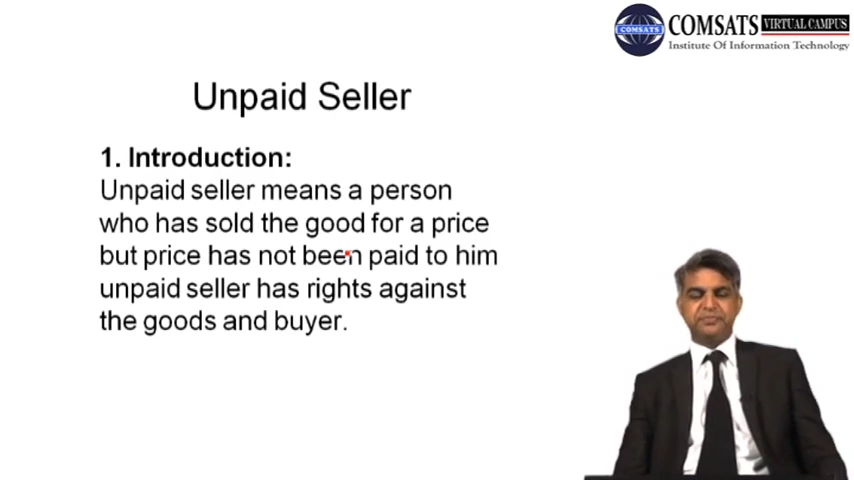 COMSATS VIRTUAL CAMPUS
COMSATS
Institute Of Information Technology
Unpaid Seller
1. Introduction:
Unpaid seller means a person
who has sold the good for a price
but price has not been paid to him
unpaid seller has rights against
the goods and buyer.